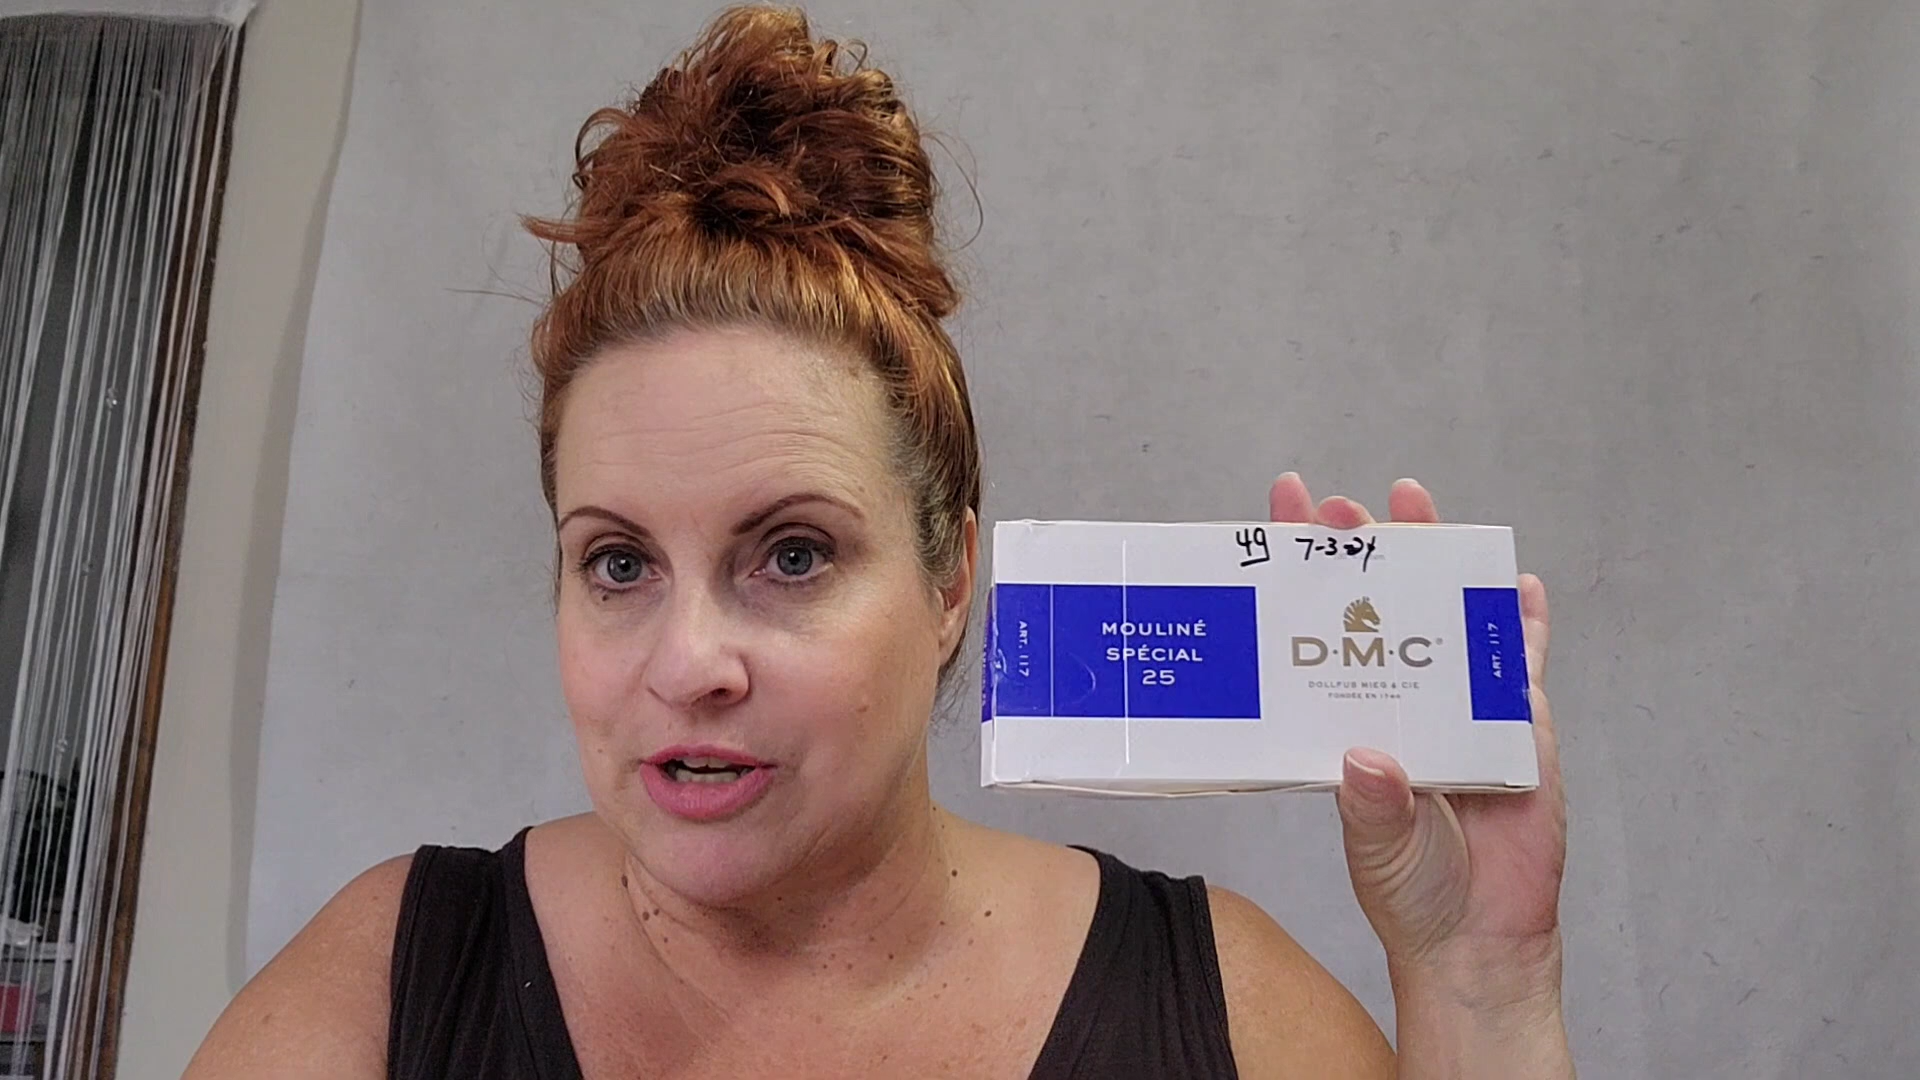 49 7-3-24
ART. 117
MOULINÉ
SPÉCIAL
25
D·M·C®
DOLLFUS MIEG & CIE
FONDÉE EN 1746
ART. 117